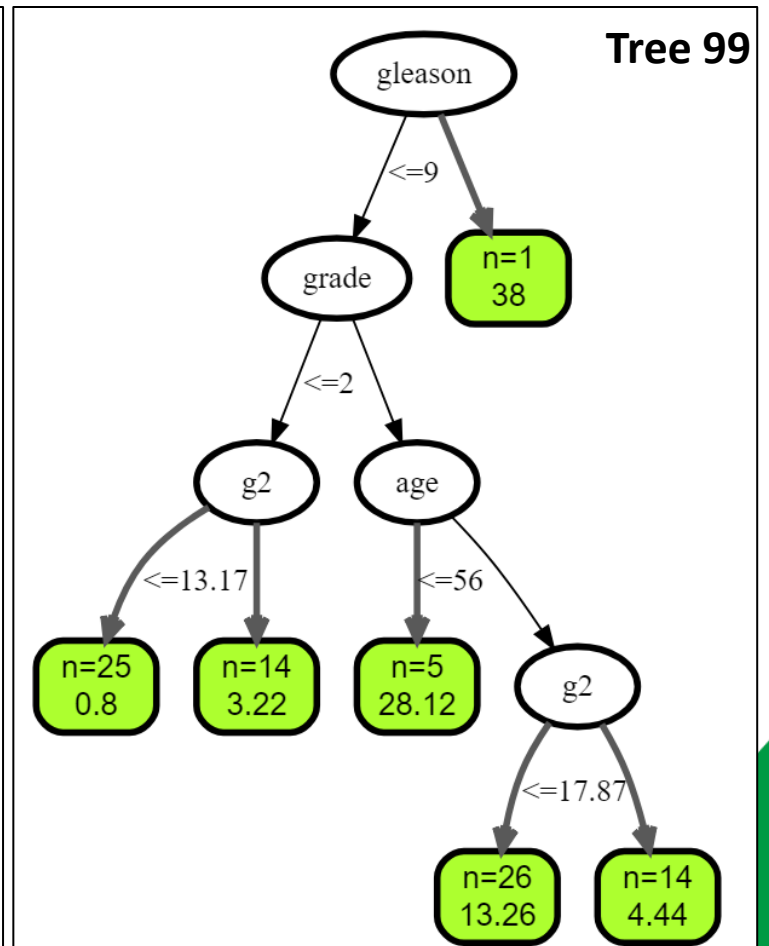 Tree 99
gleason
<=9
n=1
38
grade
<=2
g2
age
<=13.17
<=56
n=25
0.8
n=14
3.22
n=5
28.12
g2
<=17.87
n=26
13.26
n=14
4.44